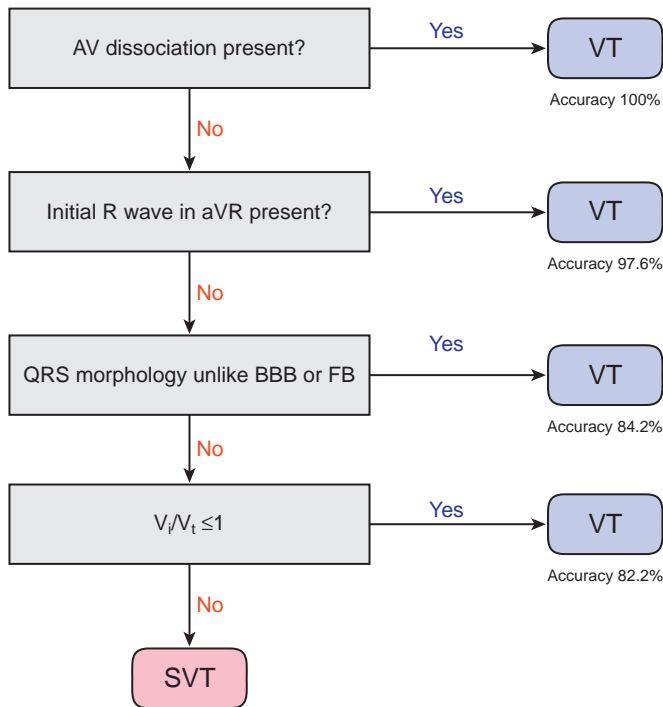 AV dissociation present?
Yes
VT
Accuracy 100%
No
Initial R wave in aVR present?
Yes
VT
Accuracy 97.6%
No
QRS morphology unlike BBB or FB
Yes
VT
Accuracy 84.2%
No
Vi/Vt ≤1
Yes
VT
Accuracy 82.2%
No
SVT